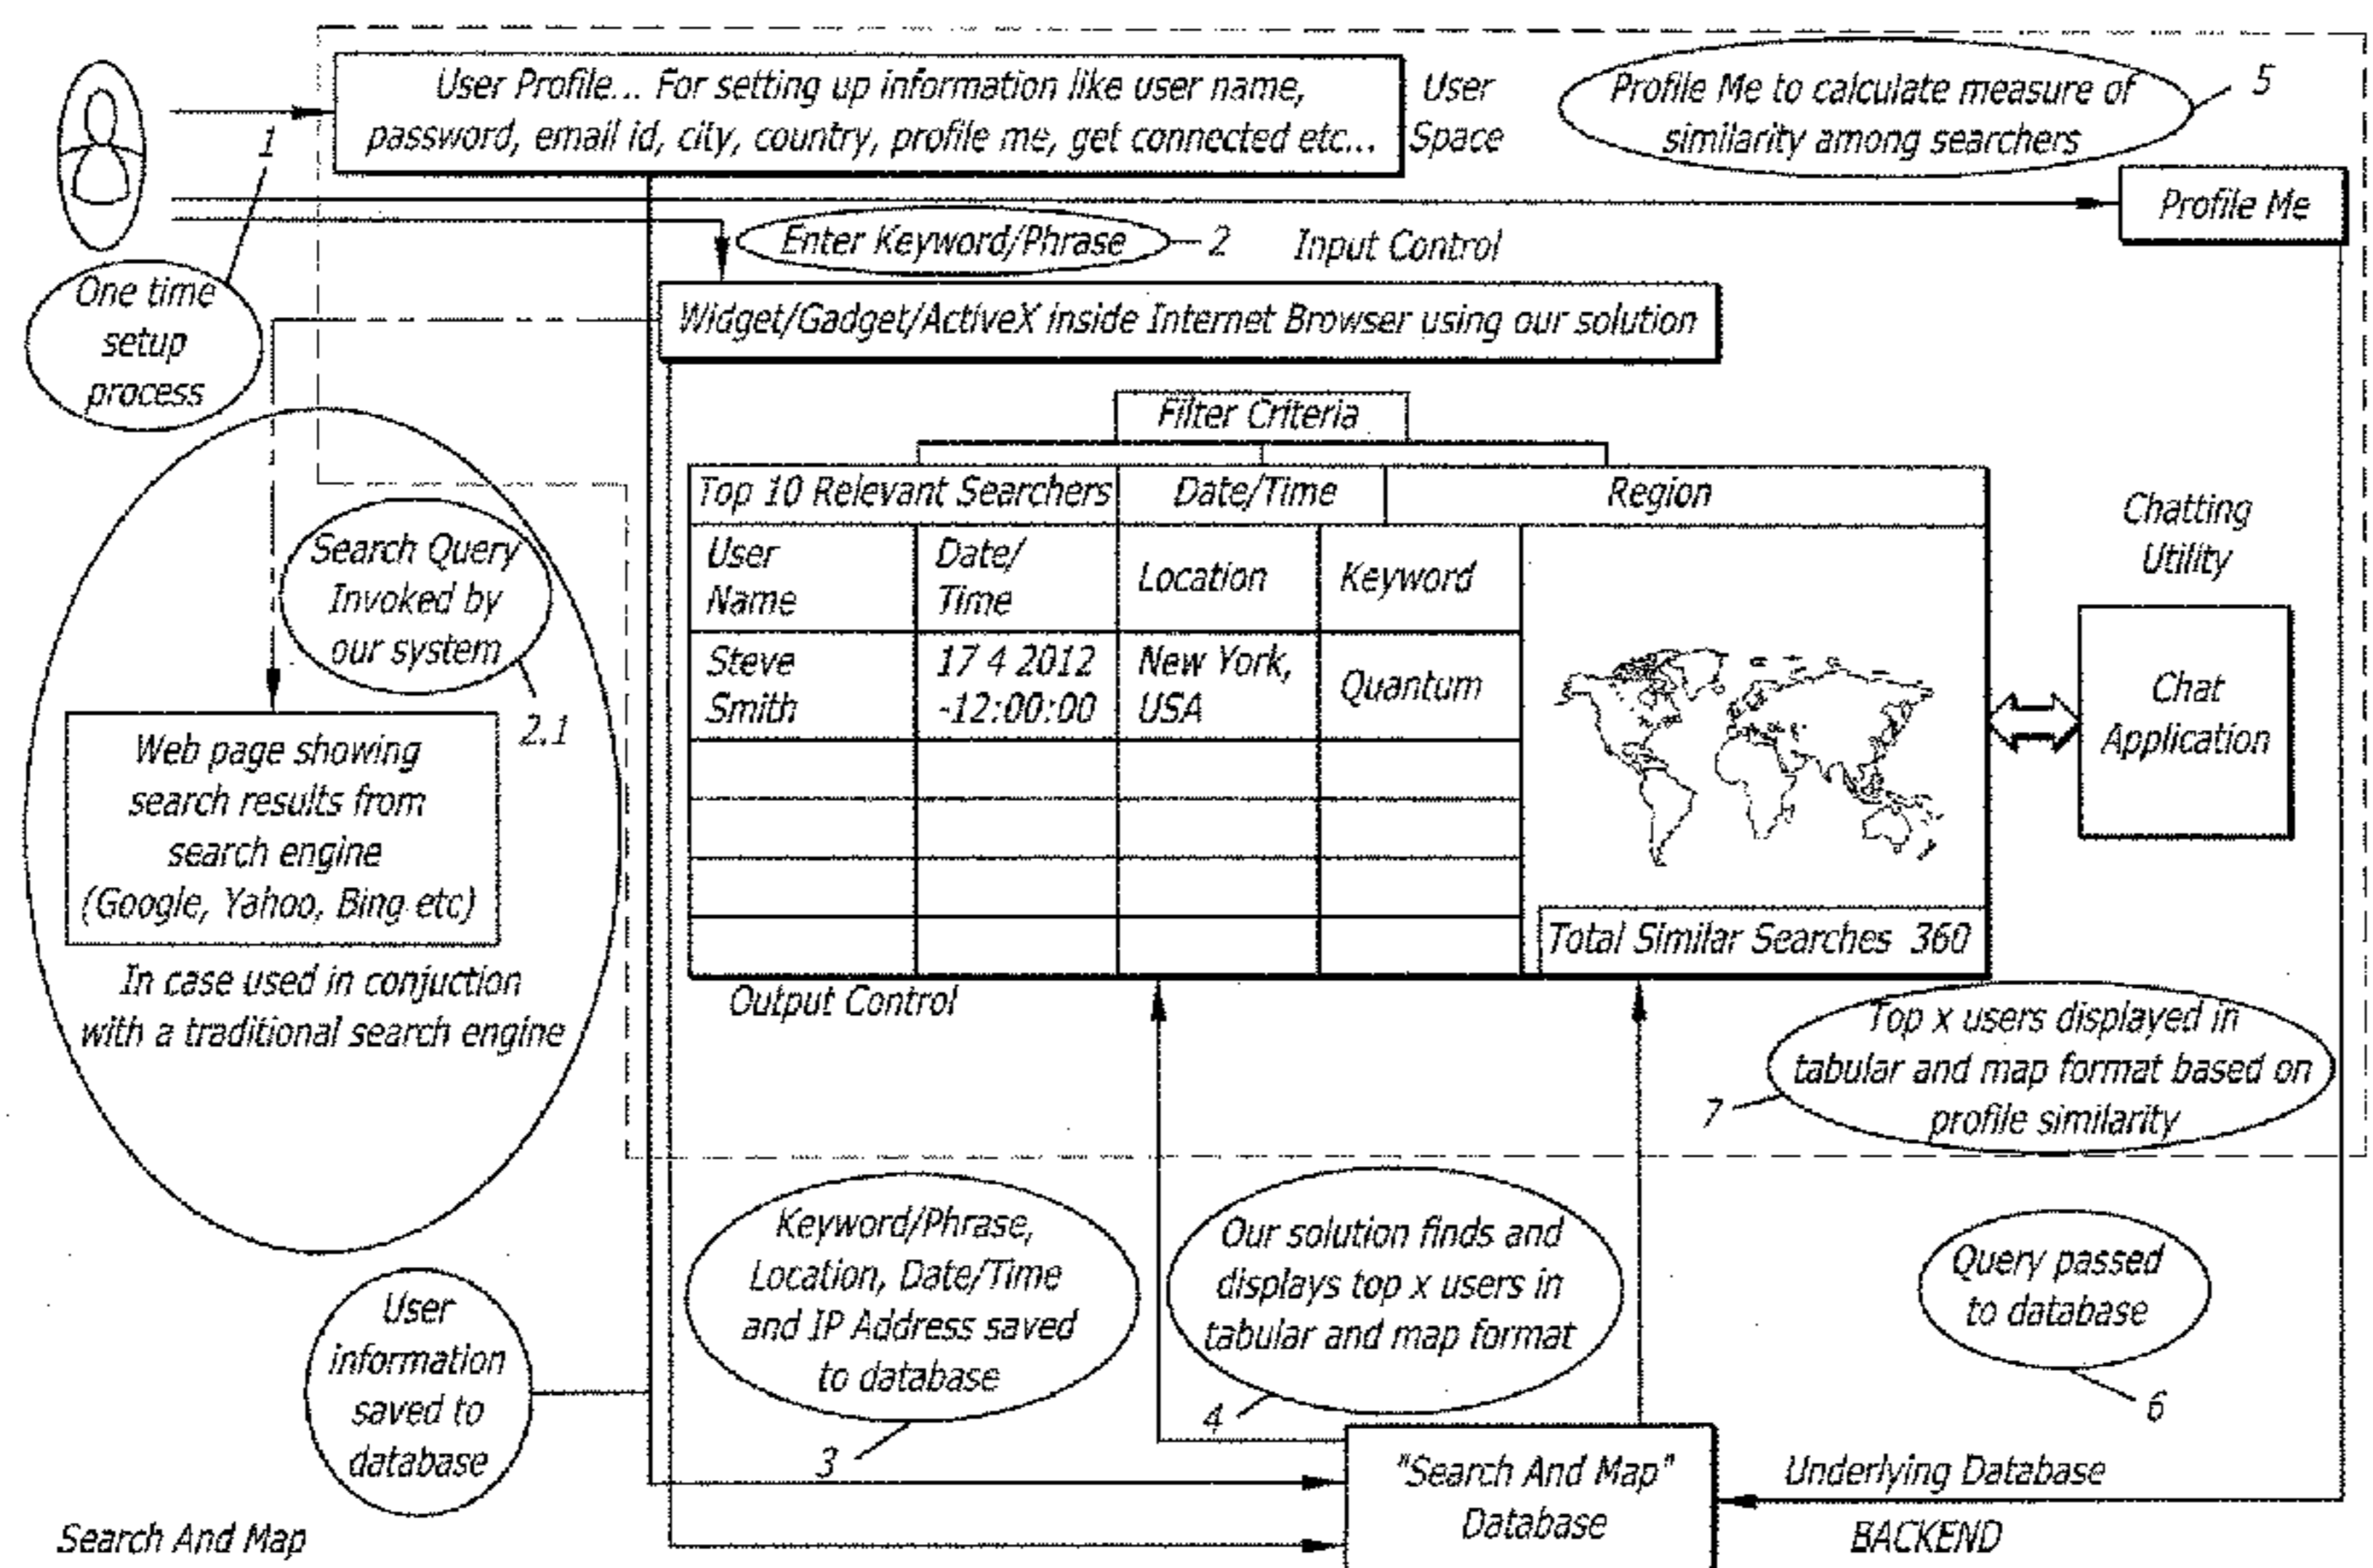 User Profile... For setting up information like user name,
password, email id, city, country, profile me, get connected etc...
User
Space
Profile Me to calculate measure of
similarity among searchers
5
1
Profile Me
Enter Keyword/Phrase
2
Input Control
One time
setup
process
Widget/Gadget/ActiveX inside Internet Browser using our solution
Filter Criteria
Top 10 Relevant Searchers
Date/Time
Region
User
Name
Date/
Time
Location
Keyword
Steve
Smith
17 4 2012
-12:00:00
New York,
USA
Quantum
Total Similar Searches 360
Output Control
Chatting
Utility
Chat
Application
Search Query
Invoked by
our system
2.1
Web page showing
search results from
search engine
(Google, Yahoo, Bing etc)
In case used in conjuction
with a traditional search engine
Top x users displayed in
tabular and map format based on
profile similarity
7
Keyword/Phrase,
Location, Date/Time
and IP Address saved
to database
3
Our solution finds and
displays top x users in
tabular and map format
4
Query passed
to database
6
User
information
saved to
database
"Search And Map"
Database
Underlying Database
BACKEND
Search And Map